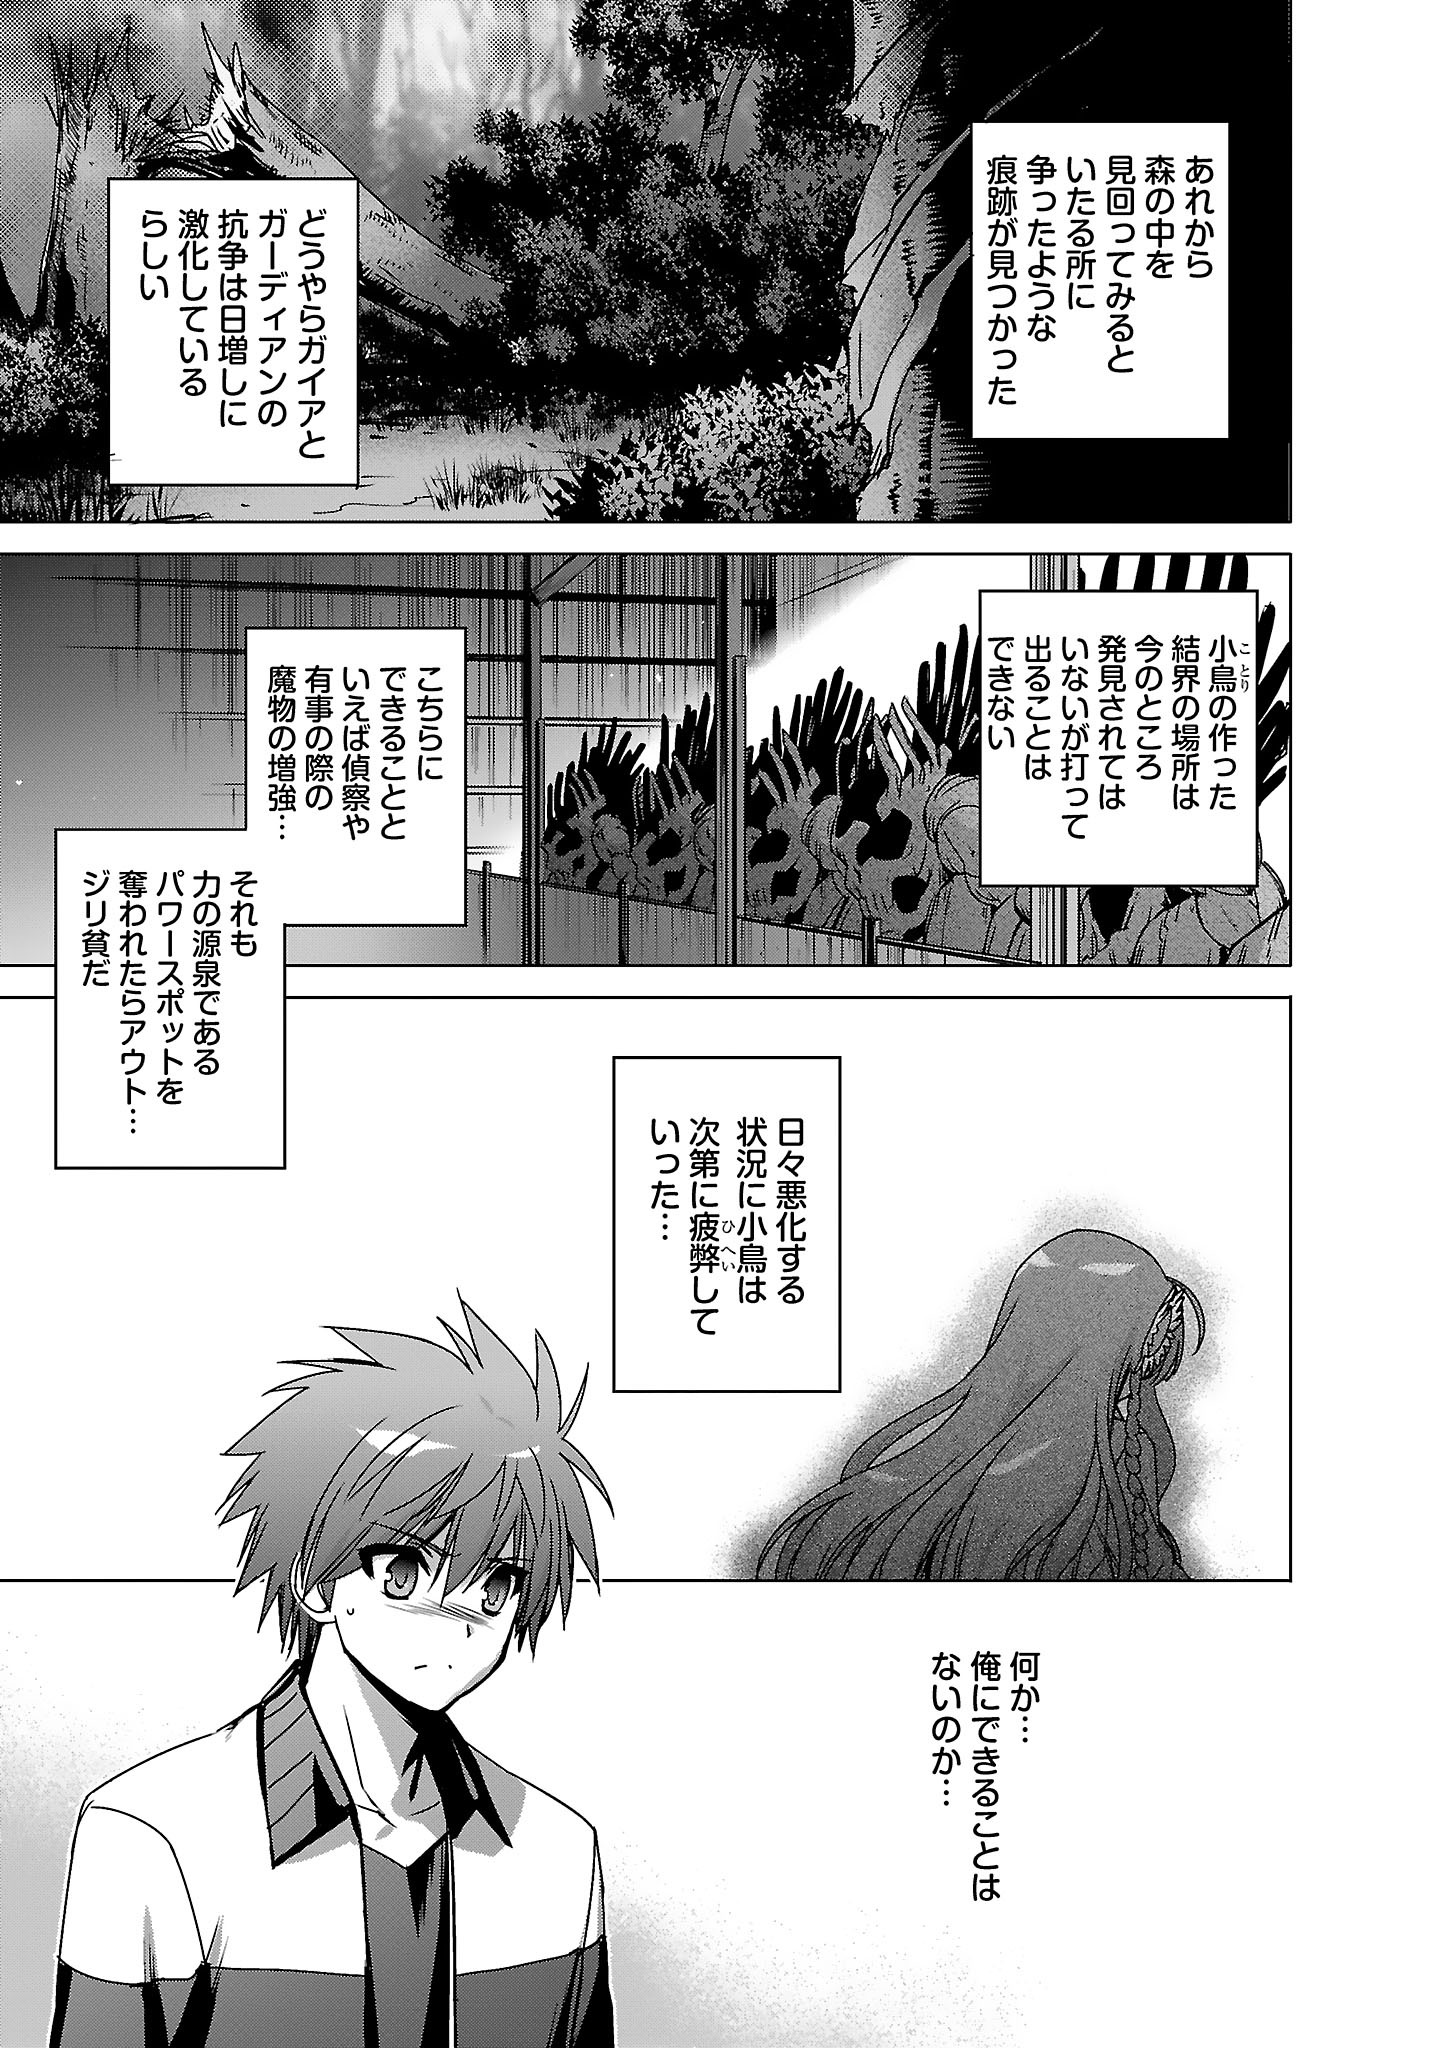 あれから
森の中を
見回ってみると
いたる所に
争ったような
痕跡が見つかった
どうやらガイアと
ガーディアンの
抗争は日増しに
激化している
らしい
小鳥の作った
ことり
結界の場所は
今のところ
発見されては
いないが打って
出ることは
できない
こちらに
できることと
いえば偵察や
有事の際の
魔物の増強…
それも
力の源泉である
パワースポットを
奪われたらアウト…
ジリ貧だ
日々悪化する
状況に小鳥は
次第に疲弊して
ひへい
いった…
何か…
俺にできることは
ないのか…